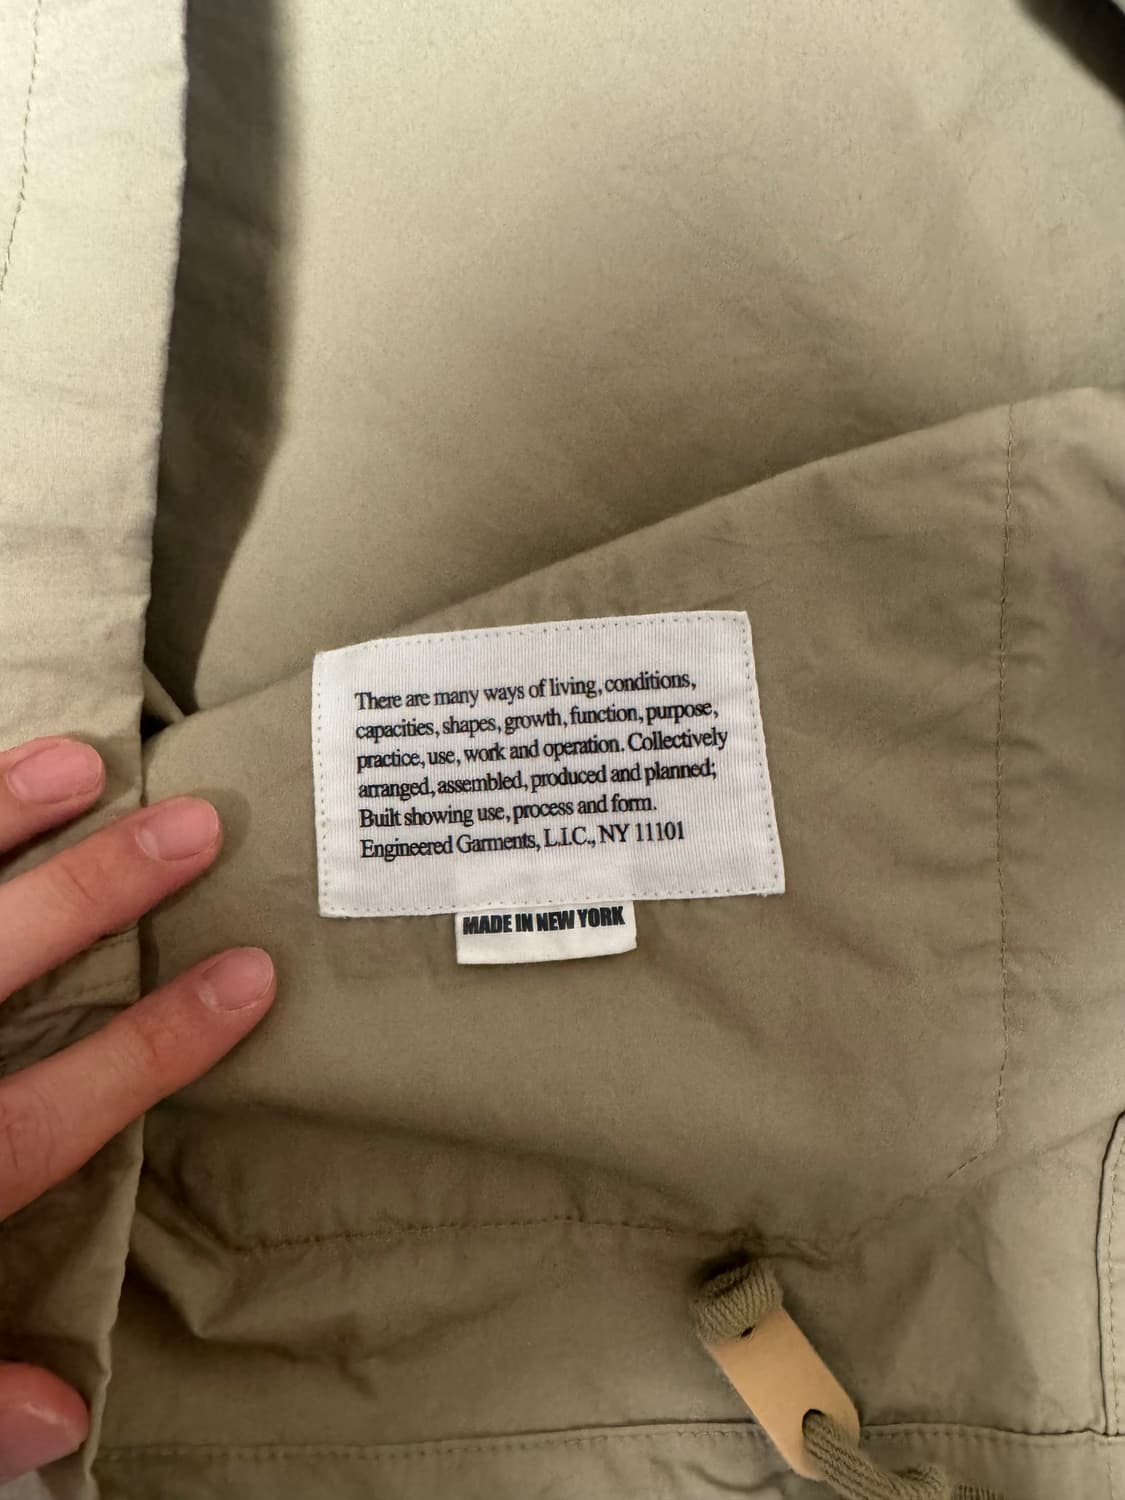 There are many ways of living, conditions,
capacities, shapes, growth, function, purpose,
practice, use, work and operation. Collectively
arranged, assembled, produced and planned;
Built showing use, process and form.
Engineered Garments, L.I.C., NY 11101
MADE IN NEW YORK